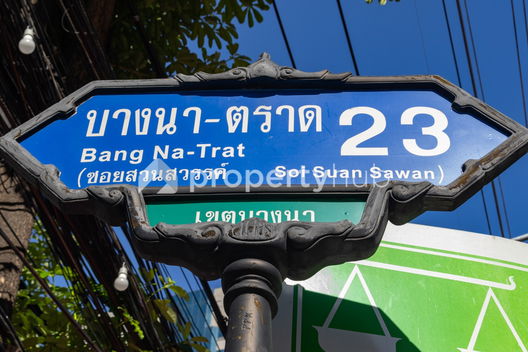 บางนา-ตราด 23
Bang Na-Trat
(ซอยสวนสวรรค์ Soi Suan Sawan)
propertyhub
เขตบางนา